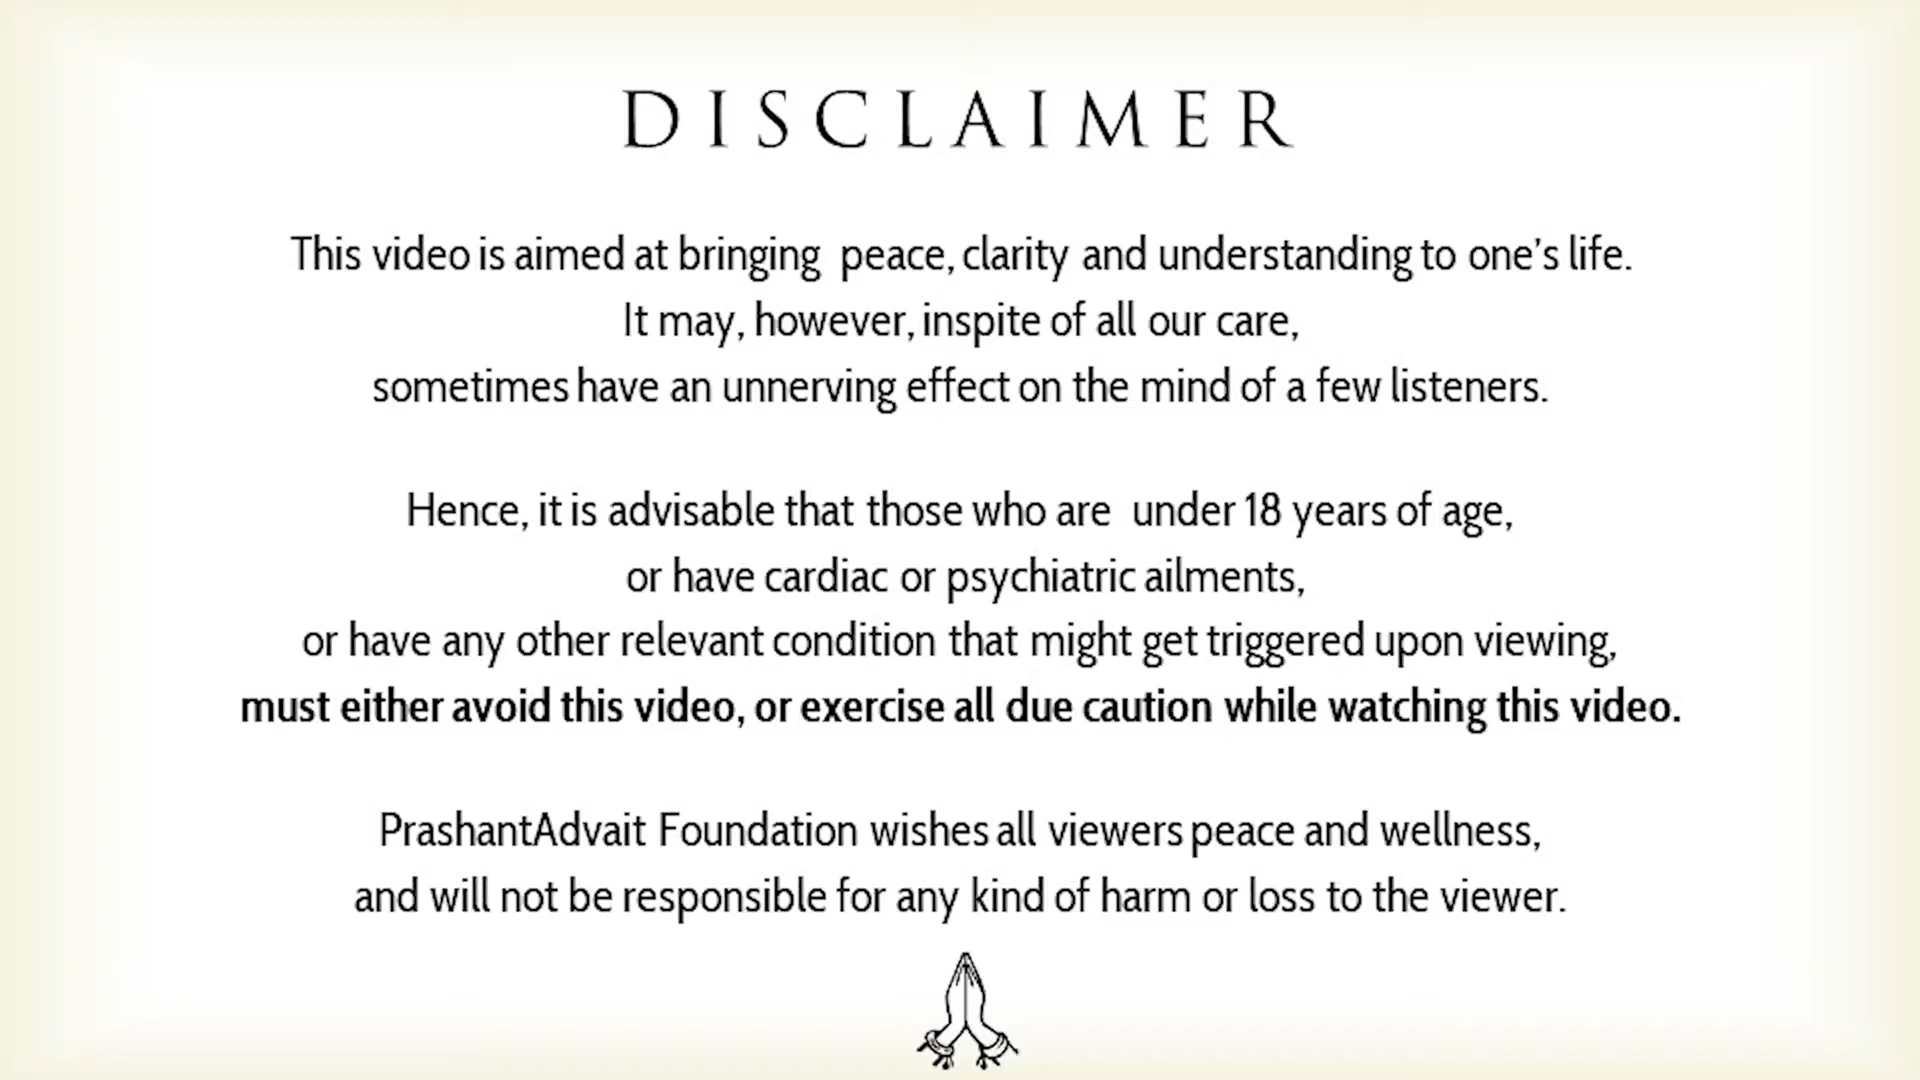 DISCLAIMER
This video is aimed at bringing peace, clarity and understanding to one's life.
It may, however, inspite of all our care,
sometimes have an unnerving effect on the mind of a few listeners.
Hence, it is advisable that those who are under 18 years of age,
or have cardiac or psychiatric ailments,
or have any other relevant condition that might get triggered upon viewing,
must either avoid this video, or exercise all due caution while watching this video.
PrashantAdvait Foundation wishes all viewers peace and wellness,
and will not be responsible for any kind of harm or loss to the viewer.